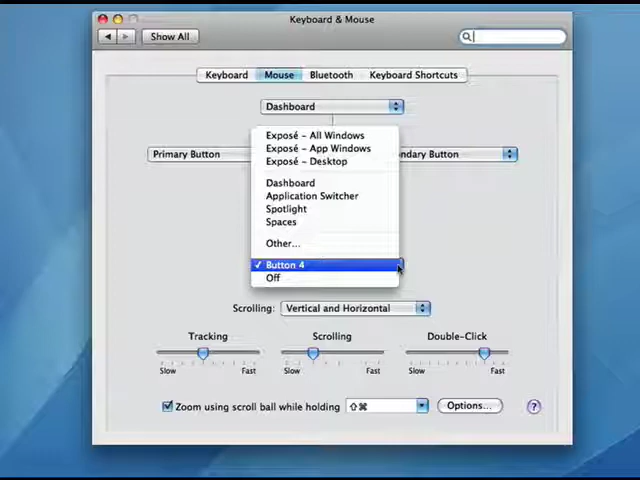 Keyboard & Mouse
Show All
Keyboard Mouse Bluetooth Keyboard Shortcuts
Dashboard
Exposé – All Windows
Exposé – App Windows
Exposé – Desktop
Primary Button
ndary Button
Dashboard
Application Switcher
Spotlight
Spaces
Other...
✓ Button 4
Off
Scrolling: Vertical and Horizontal
Tracking Scrolling Double-Click
Slow Fast Slow Fast Slow Fast
Zoom using scroll ball while holding ⇧⌘ Options... ?